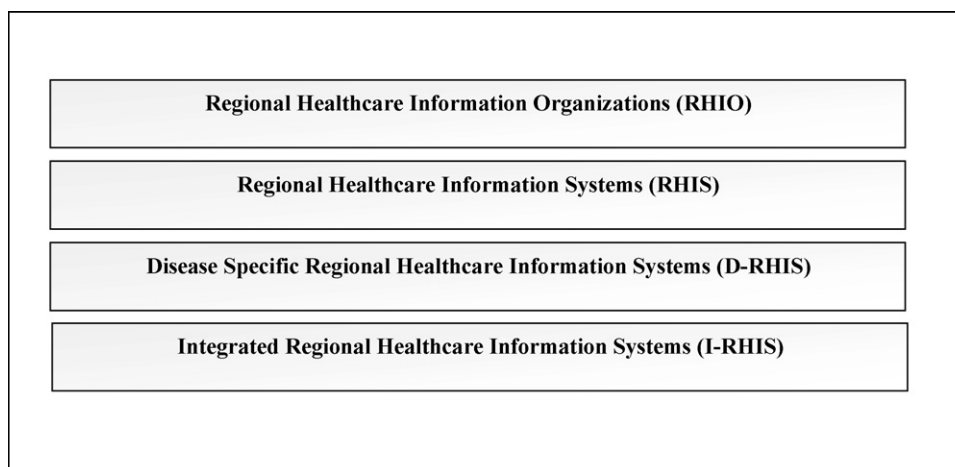 Regional Healthcare Information Organizations (RHIO)
Regional Healthcare Information Systems (RHIS)
Disease Specific Regional Healthcare Information Systems (D-RHIS)
Integrated Regional Healthcare Information Systems (I-RHIS)